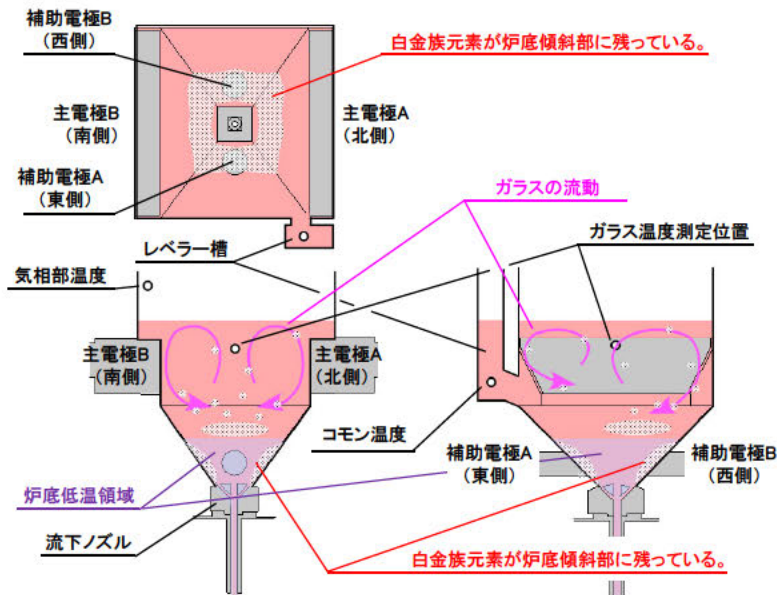 補助電極B
(西側)
白金族元素が炉底傾斜部に残っている。
主電極B
(南側)
主電極A
(北側)
補助電極A
(東側)
ガラスの流動
レベラー槽
ガラス温度測定位置
気相部温度
主電極B
(南側)
主電極A
(北側)
コモン温度
補助電極A
(東側)
補助電極B
(西側)
炉底低温領域
流下ノズル
白金族元素が炉底傾斜部に残っている。